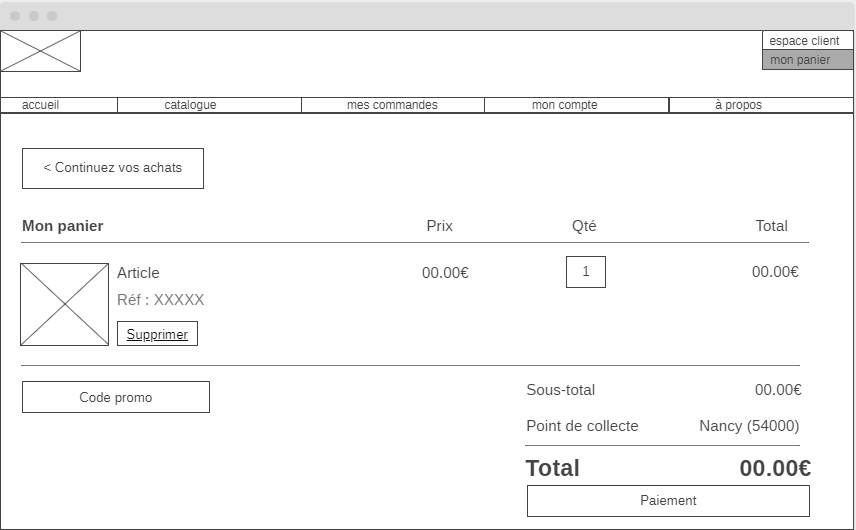 espace client
mon panier
accueil catalogue mes commandes mon compte à propos
< Continuez vos achats
Mon panier Prix Qté Total
Article 00.00€ 1 00.00€
Réf : XXXXX
Supprimer
Code promo
Sous-total 00.00€
Point de collecte Nancy (54000)
Total 00.00€
Paiement